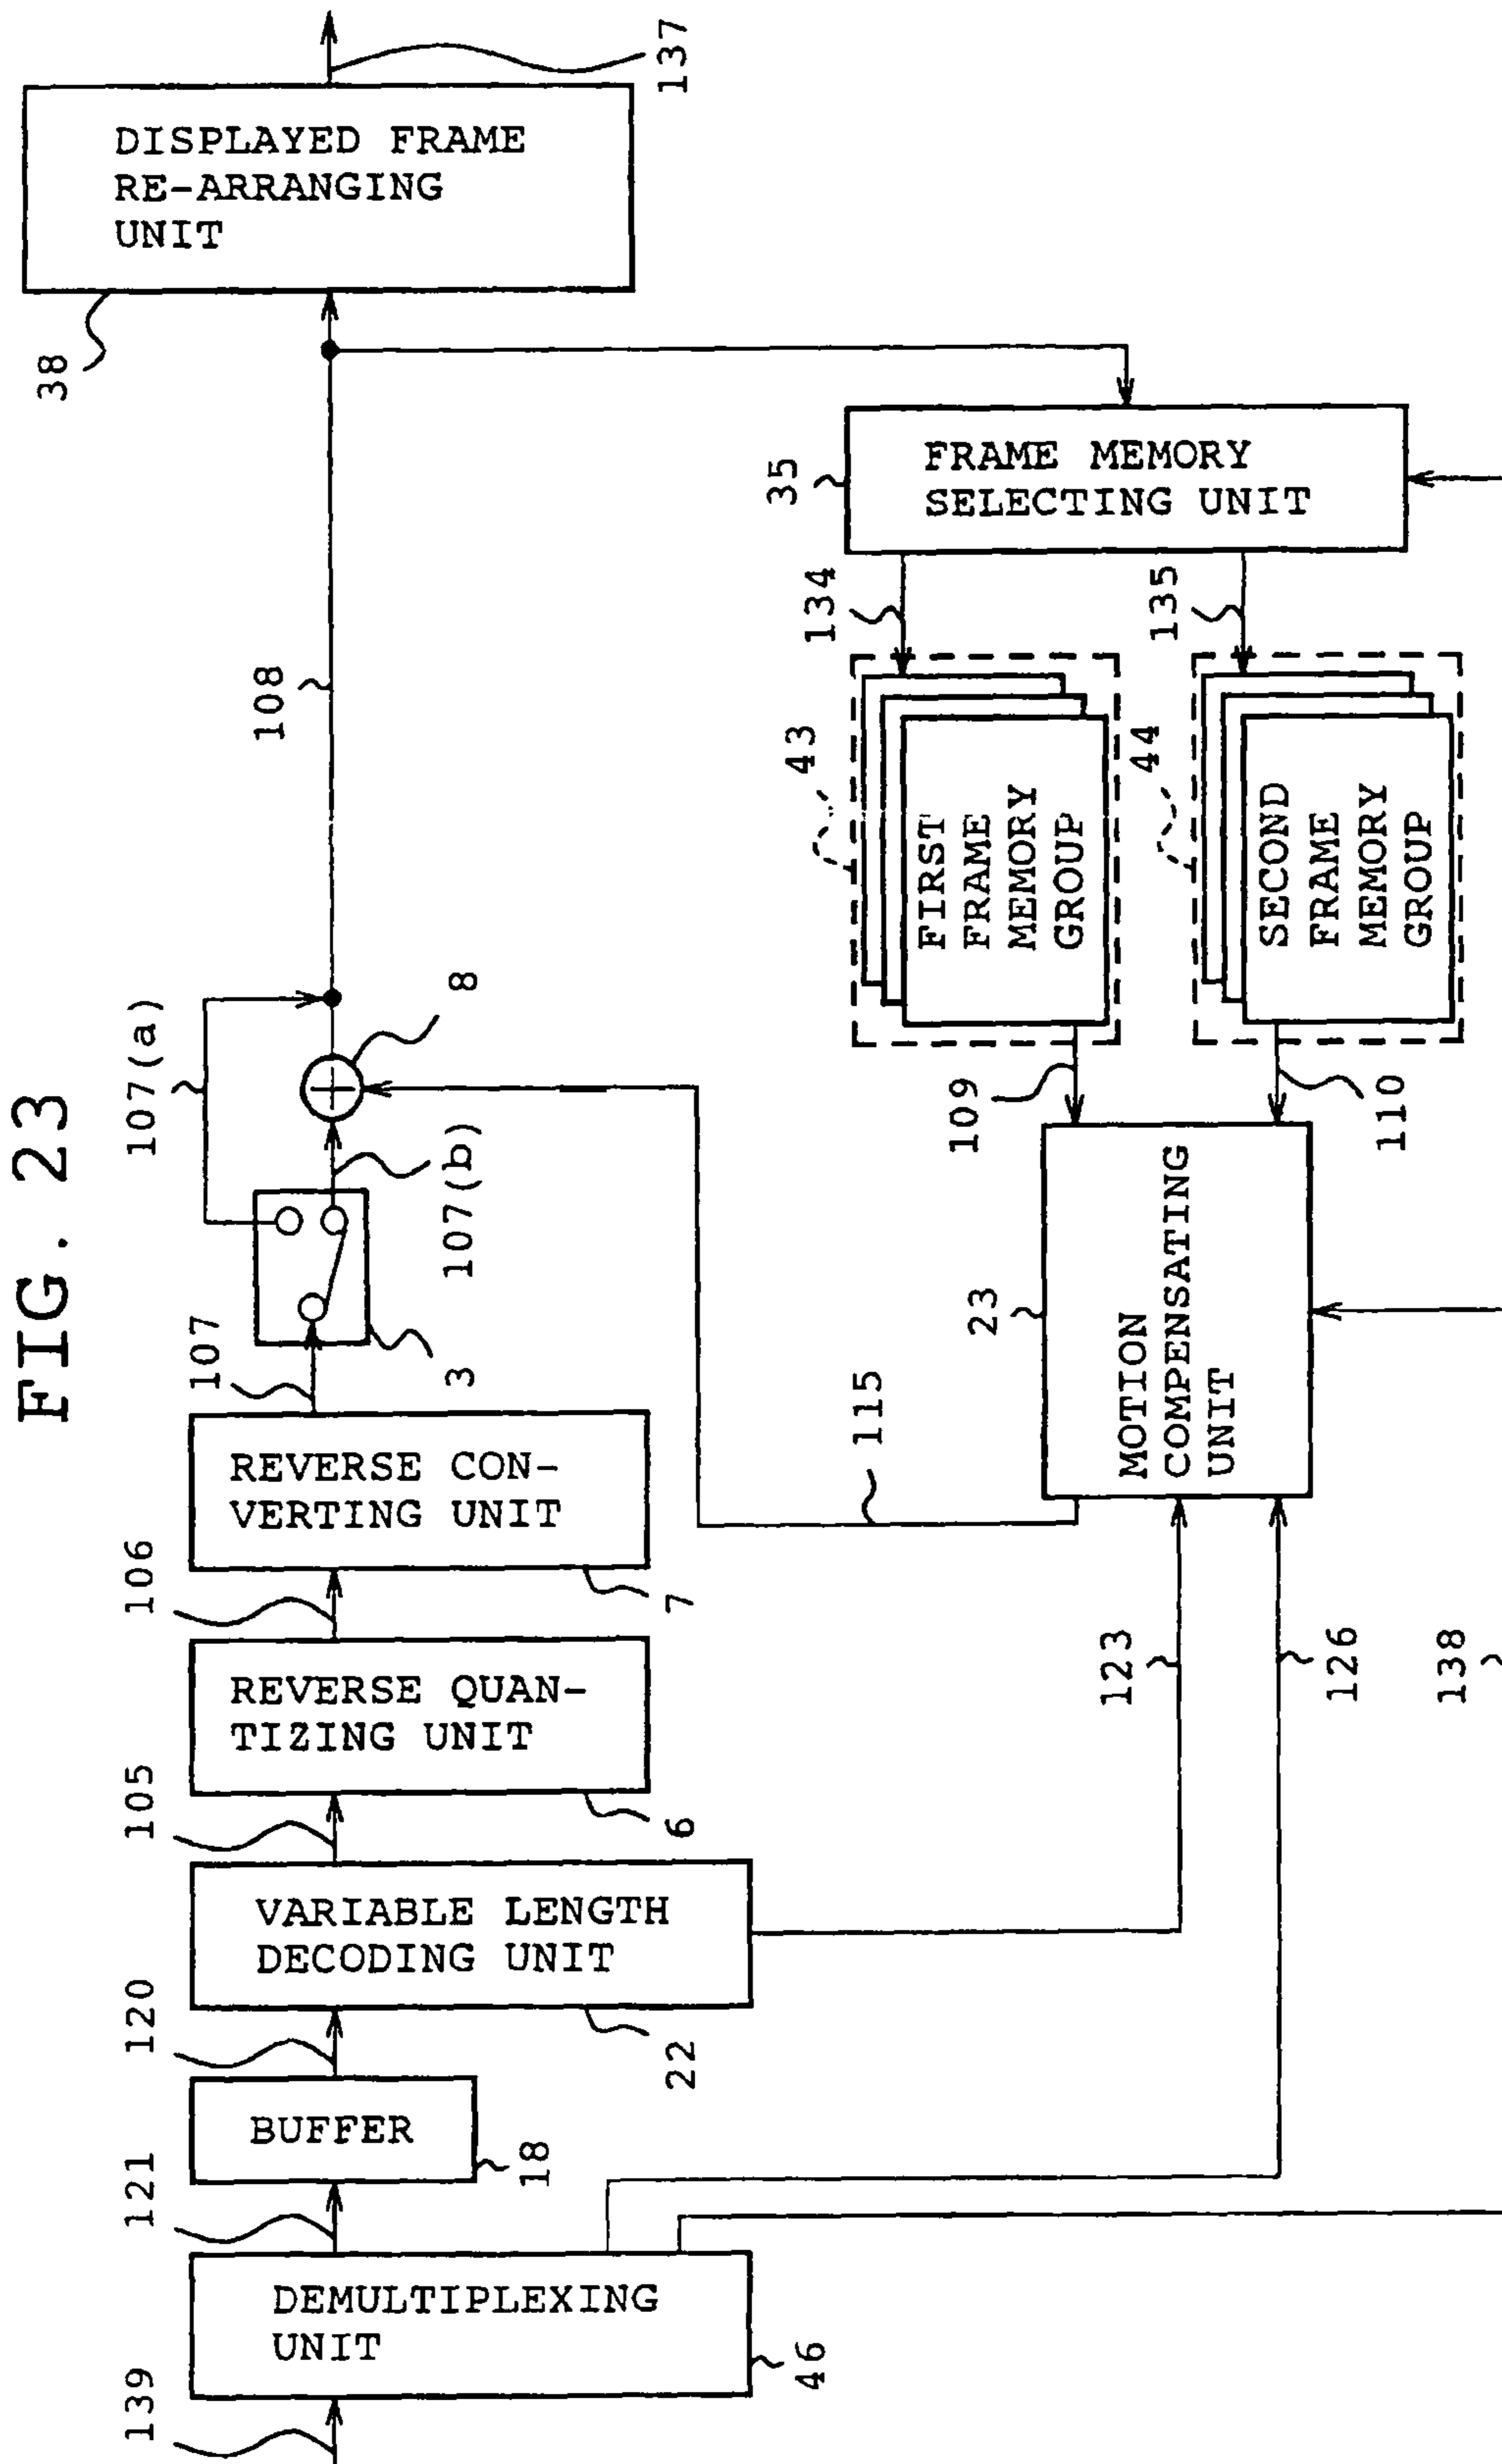 FIG. 23
139
DEMULTIPLEXING
UNIT
46
121
BUFFER
18
120
VARIABLE LENGTH
DECODING UNIT
22
105
REVERSE QUAN-
TIZING UNIT
6
106
REVERSE CON-
VERTING UNIT
7
107
3
107(a)
107(b)
8
108
38
DISPLAYED FRAME
RE-ARRANGING
UNIT
137
115
123
126
138
23
MOTION
COMPENSATING
UNIT
109
110
43
FIRST
FRAME
MEMORY
GROUP
44
SECOND
FRAME
MEMORY
GROUP
134
135
35
FRAME MEMORY
SELECTING UNIT